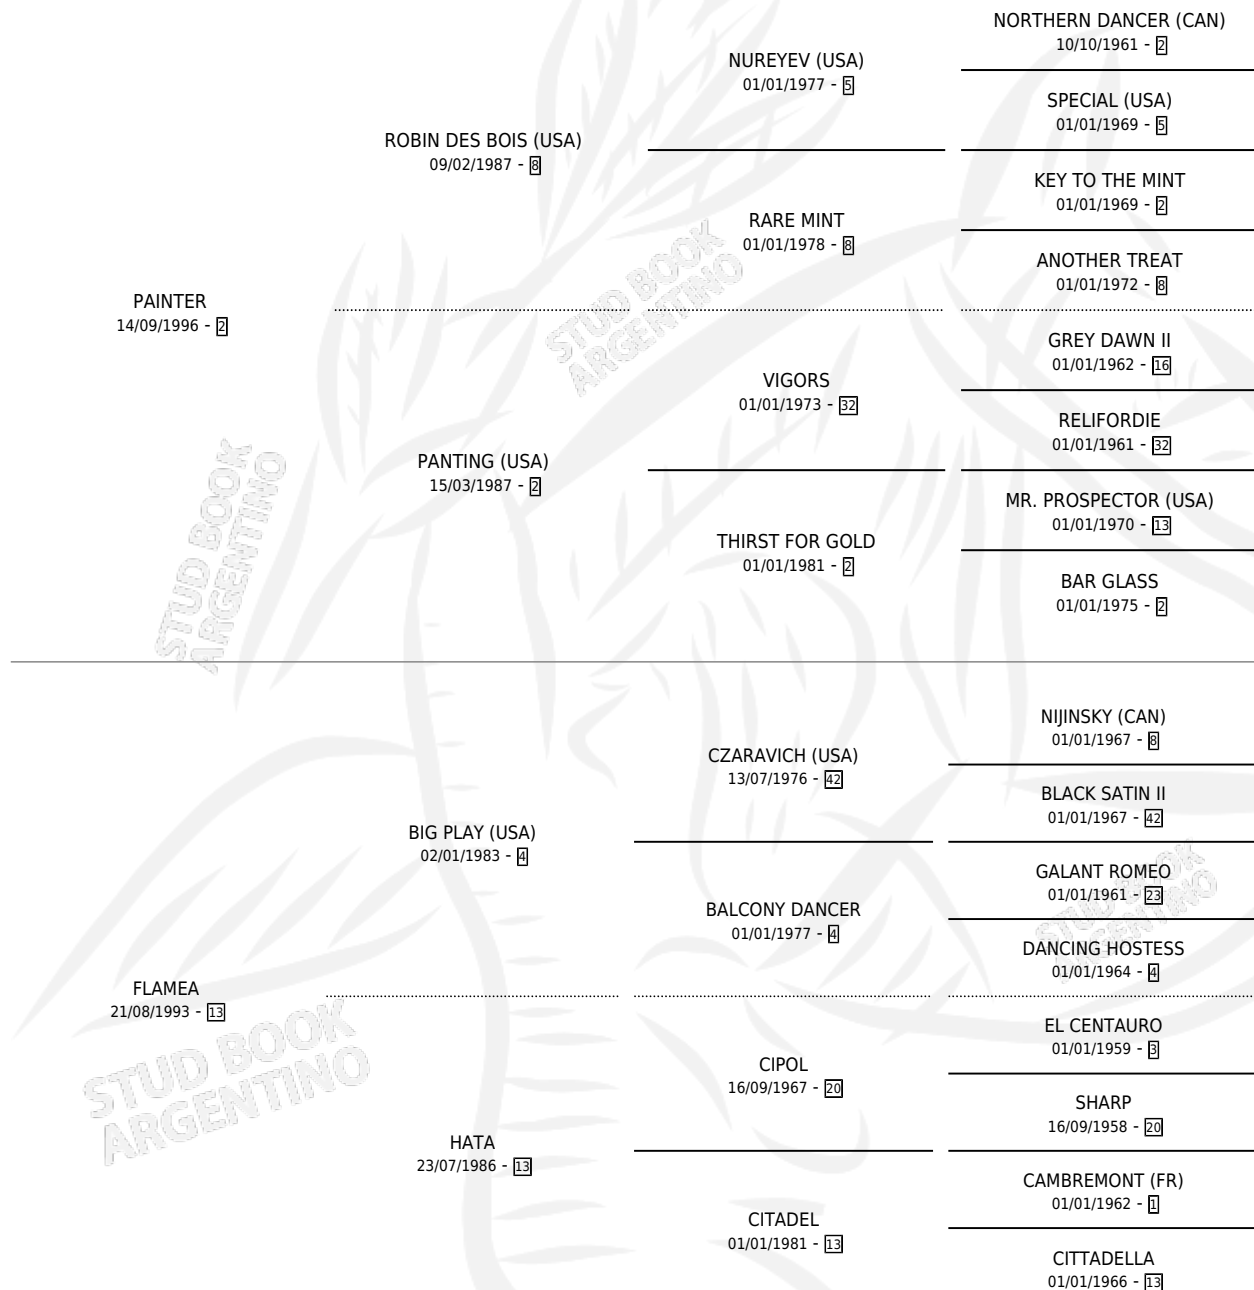 NORTHERN DANCER (CAN)
10/10/1961 - 2
NUREYEV (USA)
01/01/1977 - 5
SPECIAL (USA)
01/01/1969 - 5
ROBIN DES BOIS (USA)
09/02/1987 - 8
KEY TO THE MINT
01/01/1969 - 2
RARE MINT
01/01/1978 - 8
ANOTHER TREAT
01/01/1972 - 8
PAINTER
14/09/1996 - 2
STUD BOOK
ARGENTINO
GREY DAWN II
01/01/1962 - 16
VIGORS
01/01/1973 - 32
RELIFORDIE
01/01/1961 - 32
PANTING (USA)
15/03/1987 - 2
MR. PROSPECTOR (USA)
01/01/1970 - 13
THIRST FOR GOLD
01/01/1981 - 2
BAR GLASS
01/01/1975 - 2
STUD BOOK
ARGENTINO
NIJINSKY (CAN)
01/01/1967 - 8
CZARAVICH (USA)
13/07/1976 - 42
BLACK SATIN II
01/01/1967 - 42
BIG PLAY (USA)
02/01/1983 - 4
GALANT ROMEO
01/01/1961 - 23
BALCONY DANCER
01/01/1977 - 4
STUD BOOK
ARGENTINO
DANCING HOSTESS
01/01/1964 - 4
FLAMEA
21/08/1993 - 13
EL CENTAURO
01/01/1959 - 3
CIPOL
16/09/1967 - 20
SHARP
16/09/1958 - 20
STUD BOOK
ARGENTINO
HATA
23/07/1986 - 13
CAMBREMONT (FR)
01/01/1962 - 1
CITADEL
01/01/1981 - 13
CITTADELLA
01/01/1966 - 13